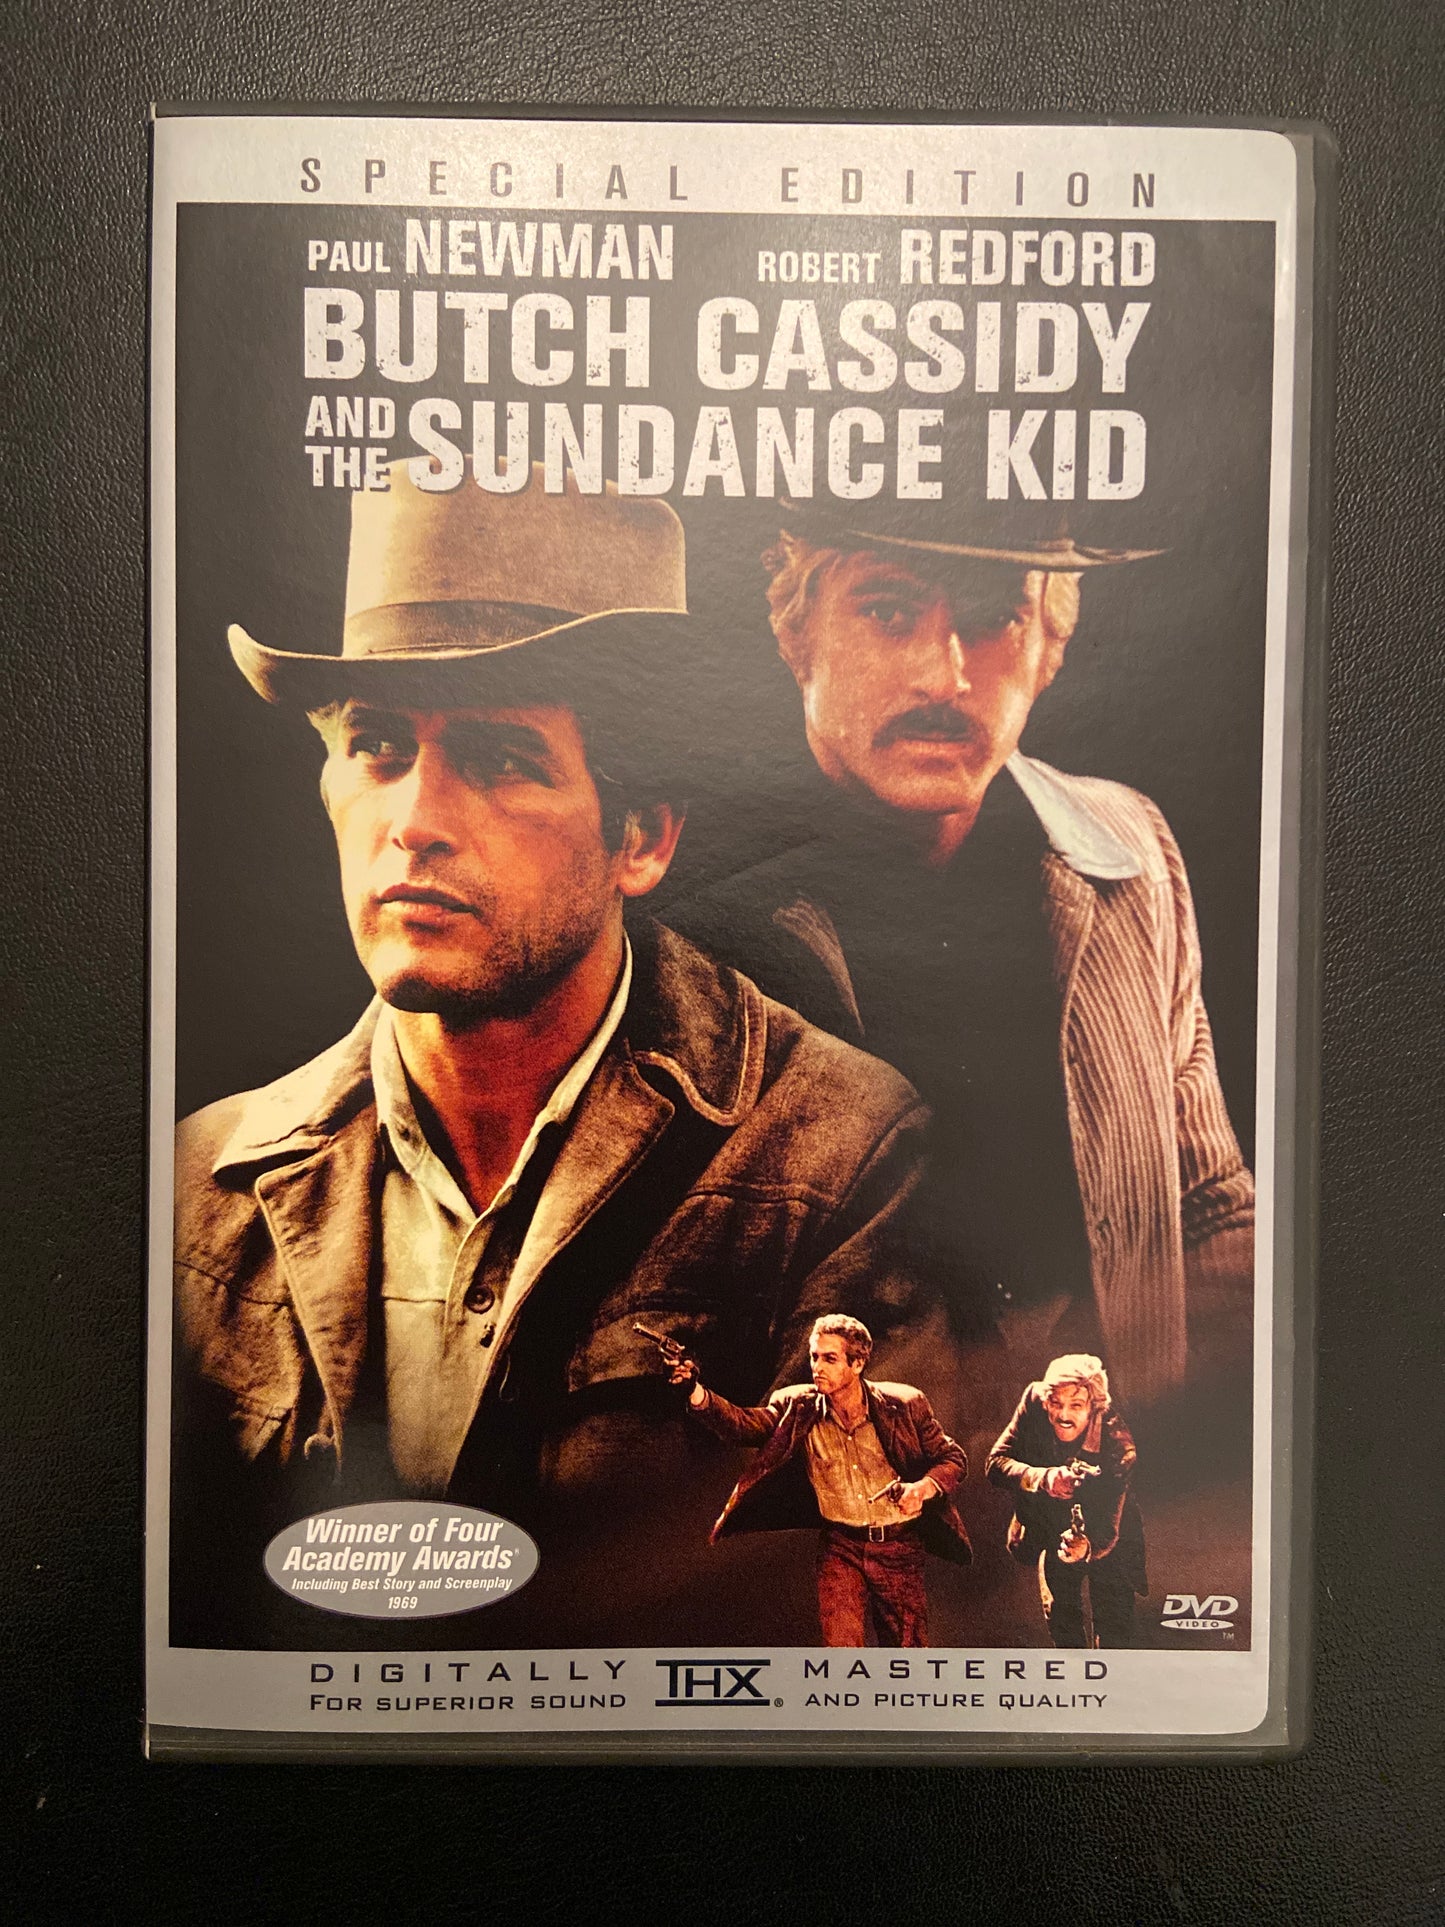 SPECIAL EDITION
PAUL NEWMAN ROBERT REDFORD
BUTCH CASSIDY
AND THE SUNDANCE KID
Winner of Four
Academy Awards®
Including Best Story and Screenplay
1969
DVD
VIDEO
TM
DIGITALLY THX® MASTERED
FOR SUPERIOR SOUND AND PICTURE QUALITY